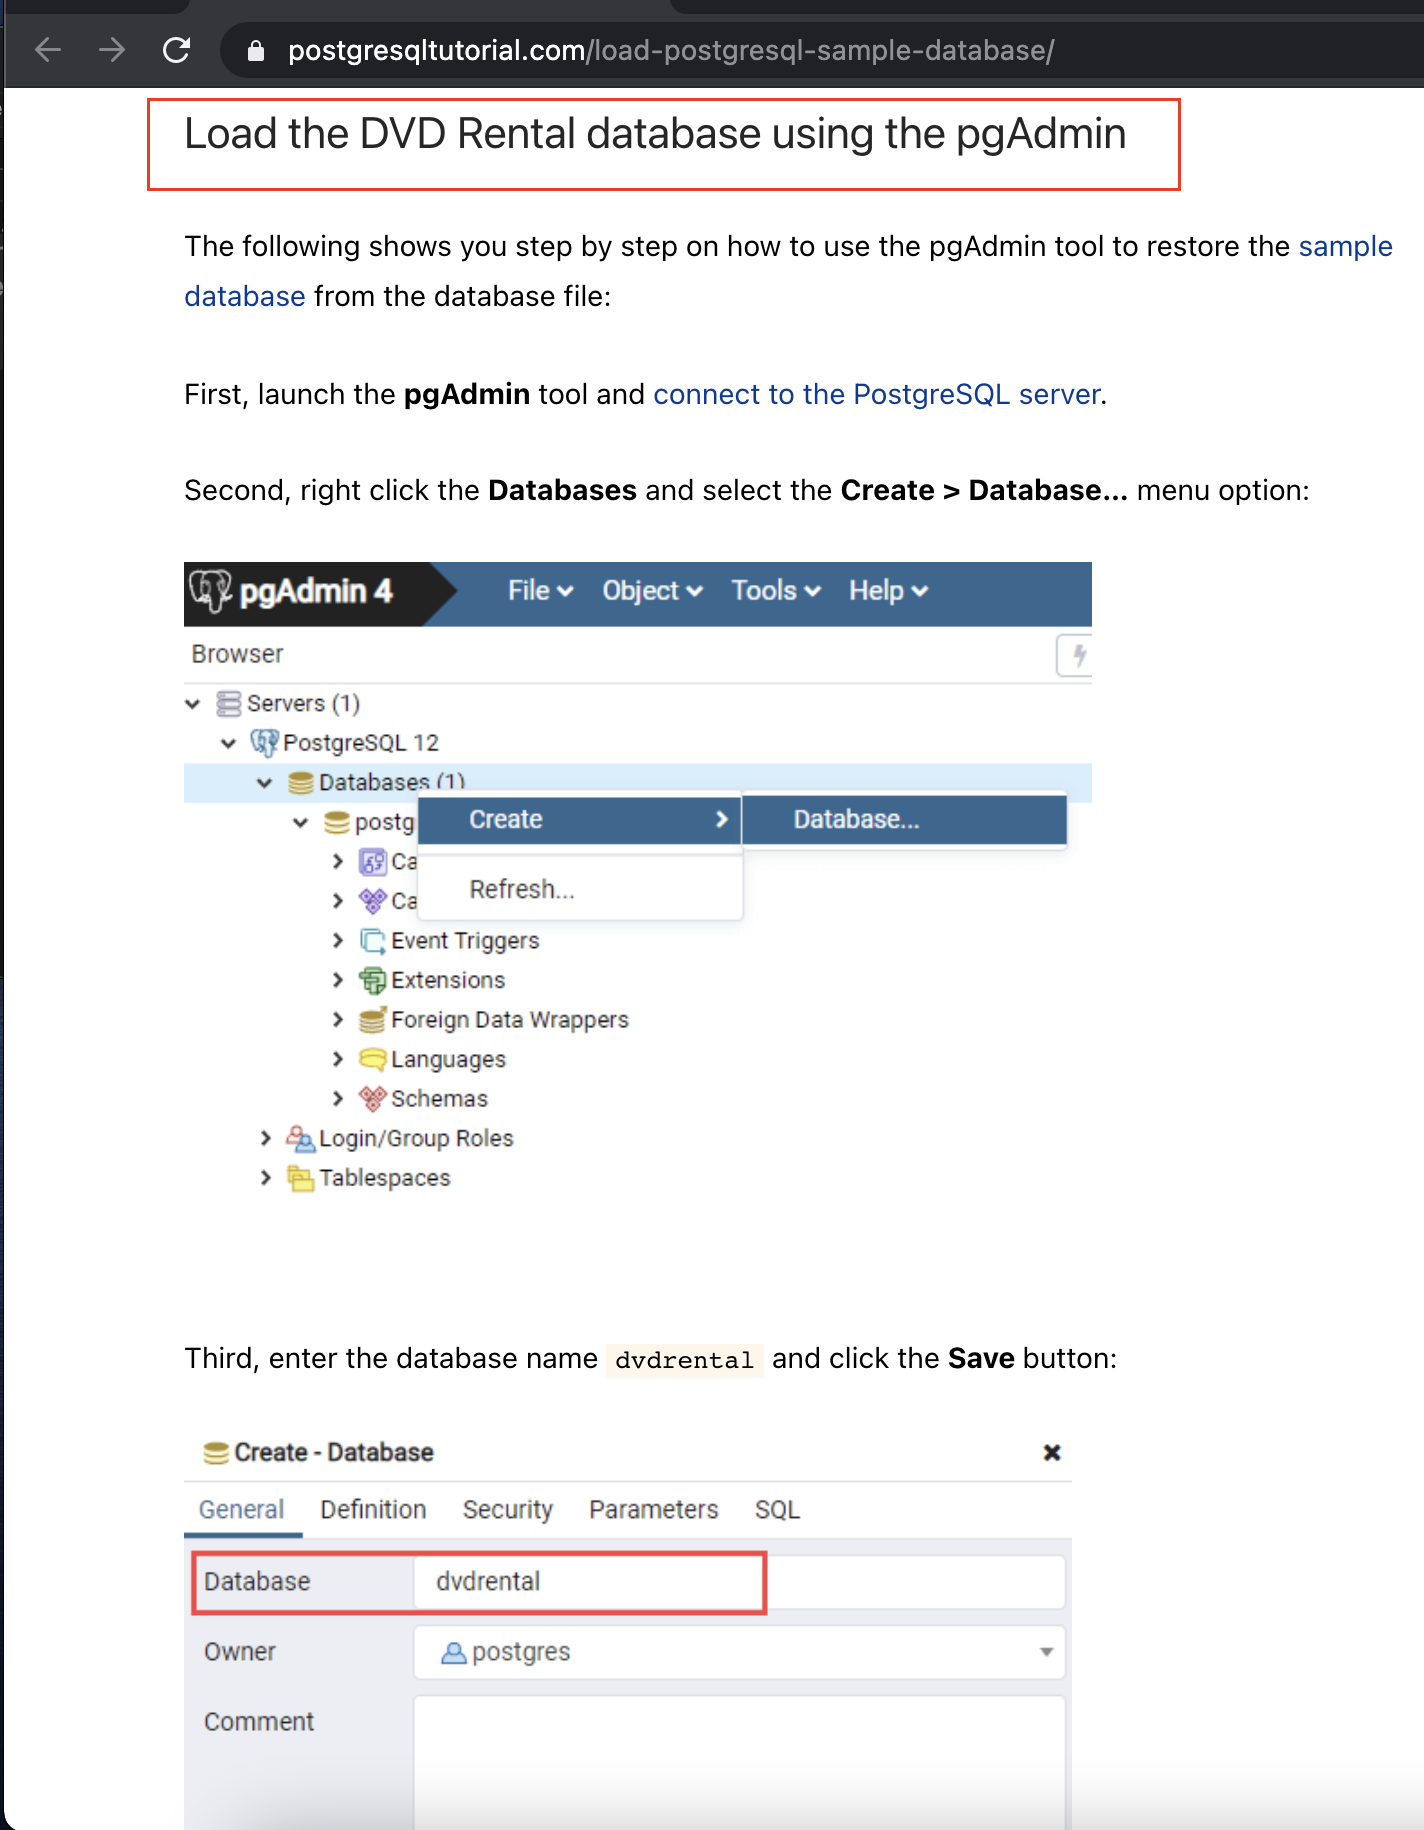 postgresqltutorial.com/load-postgresql-sample-database/
Load the DVD Rental database using the pgAdmin
The following shows you step by step on how to use the pgAdmin tool to restore the sample
database from the database file:
First, launch the pgAdmin tool and connect to the PostgreSQL server.
Second, right click the Databases and select the Create > Database... menu option:
pgAdmin 4 File Object Tools Help
Browser
Servers (1)
PostgreSQL 12
Databases (1)
postg Create Database...
Ca
Refresh...
Ca
Event Triggers
Extensions
Foreign Data Wrappers
Languages
Schemas
Login/Group Roles
Tablespaces
Third, enter the database name dvdrental and click the Save button:
Create - Database
General Definition Security Parameters SQL
Database dvdrental
Owner postgres
Comment